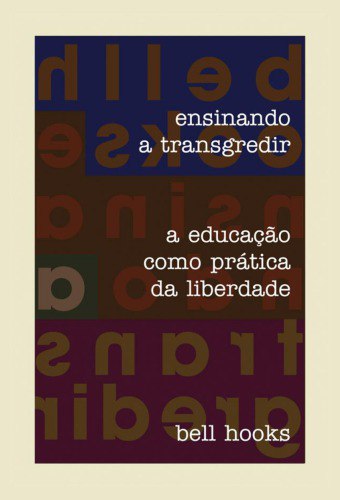 ensinando
a transgredir
a educação
como prática
da liberdade
bell hooks